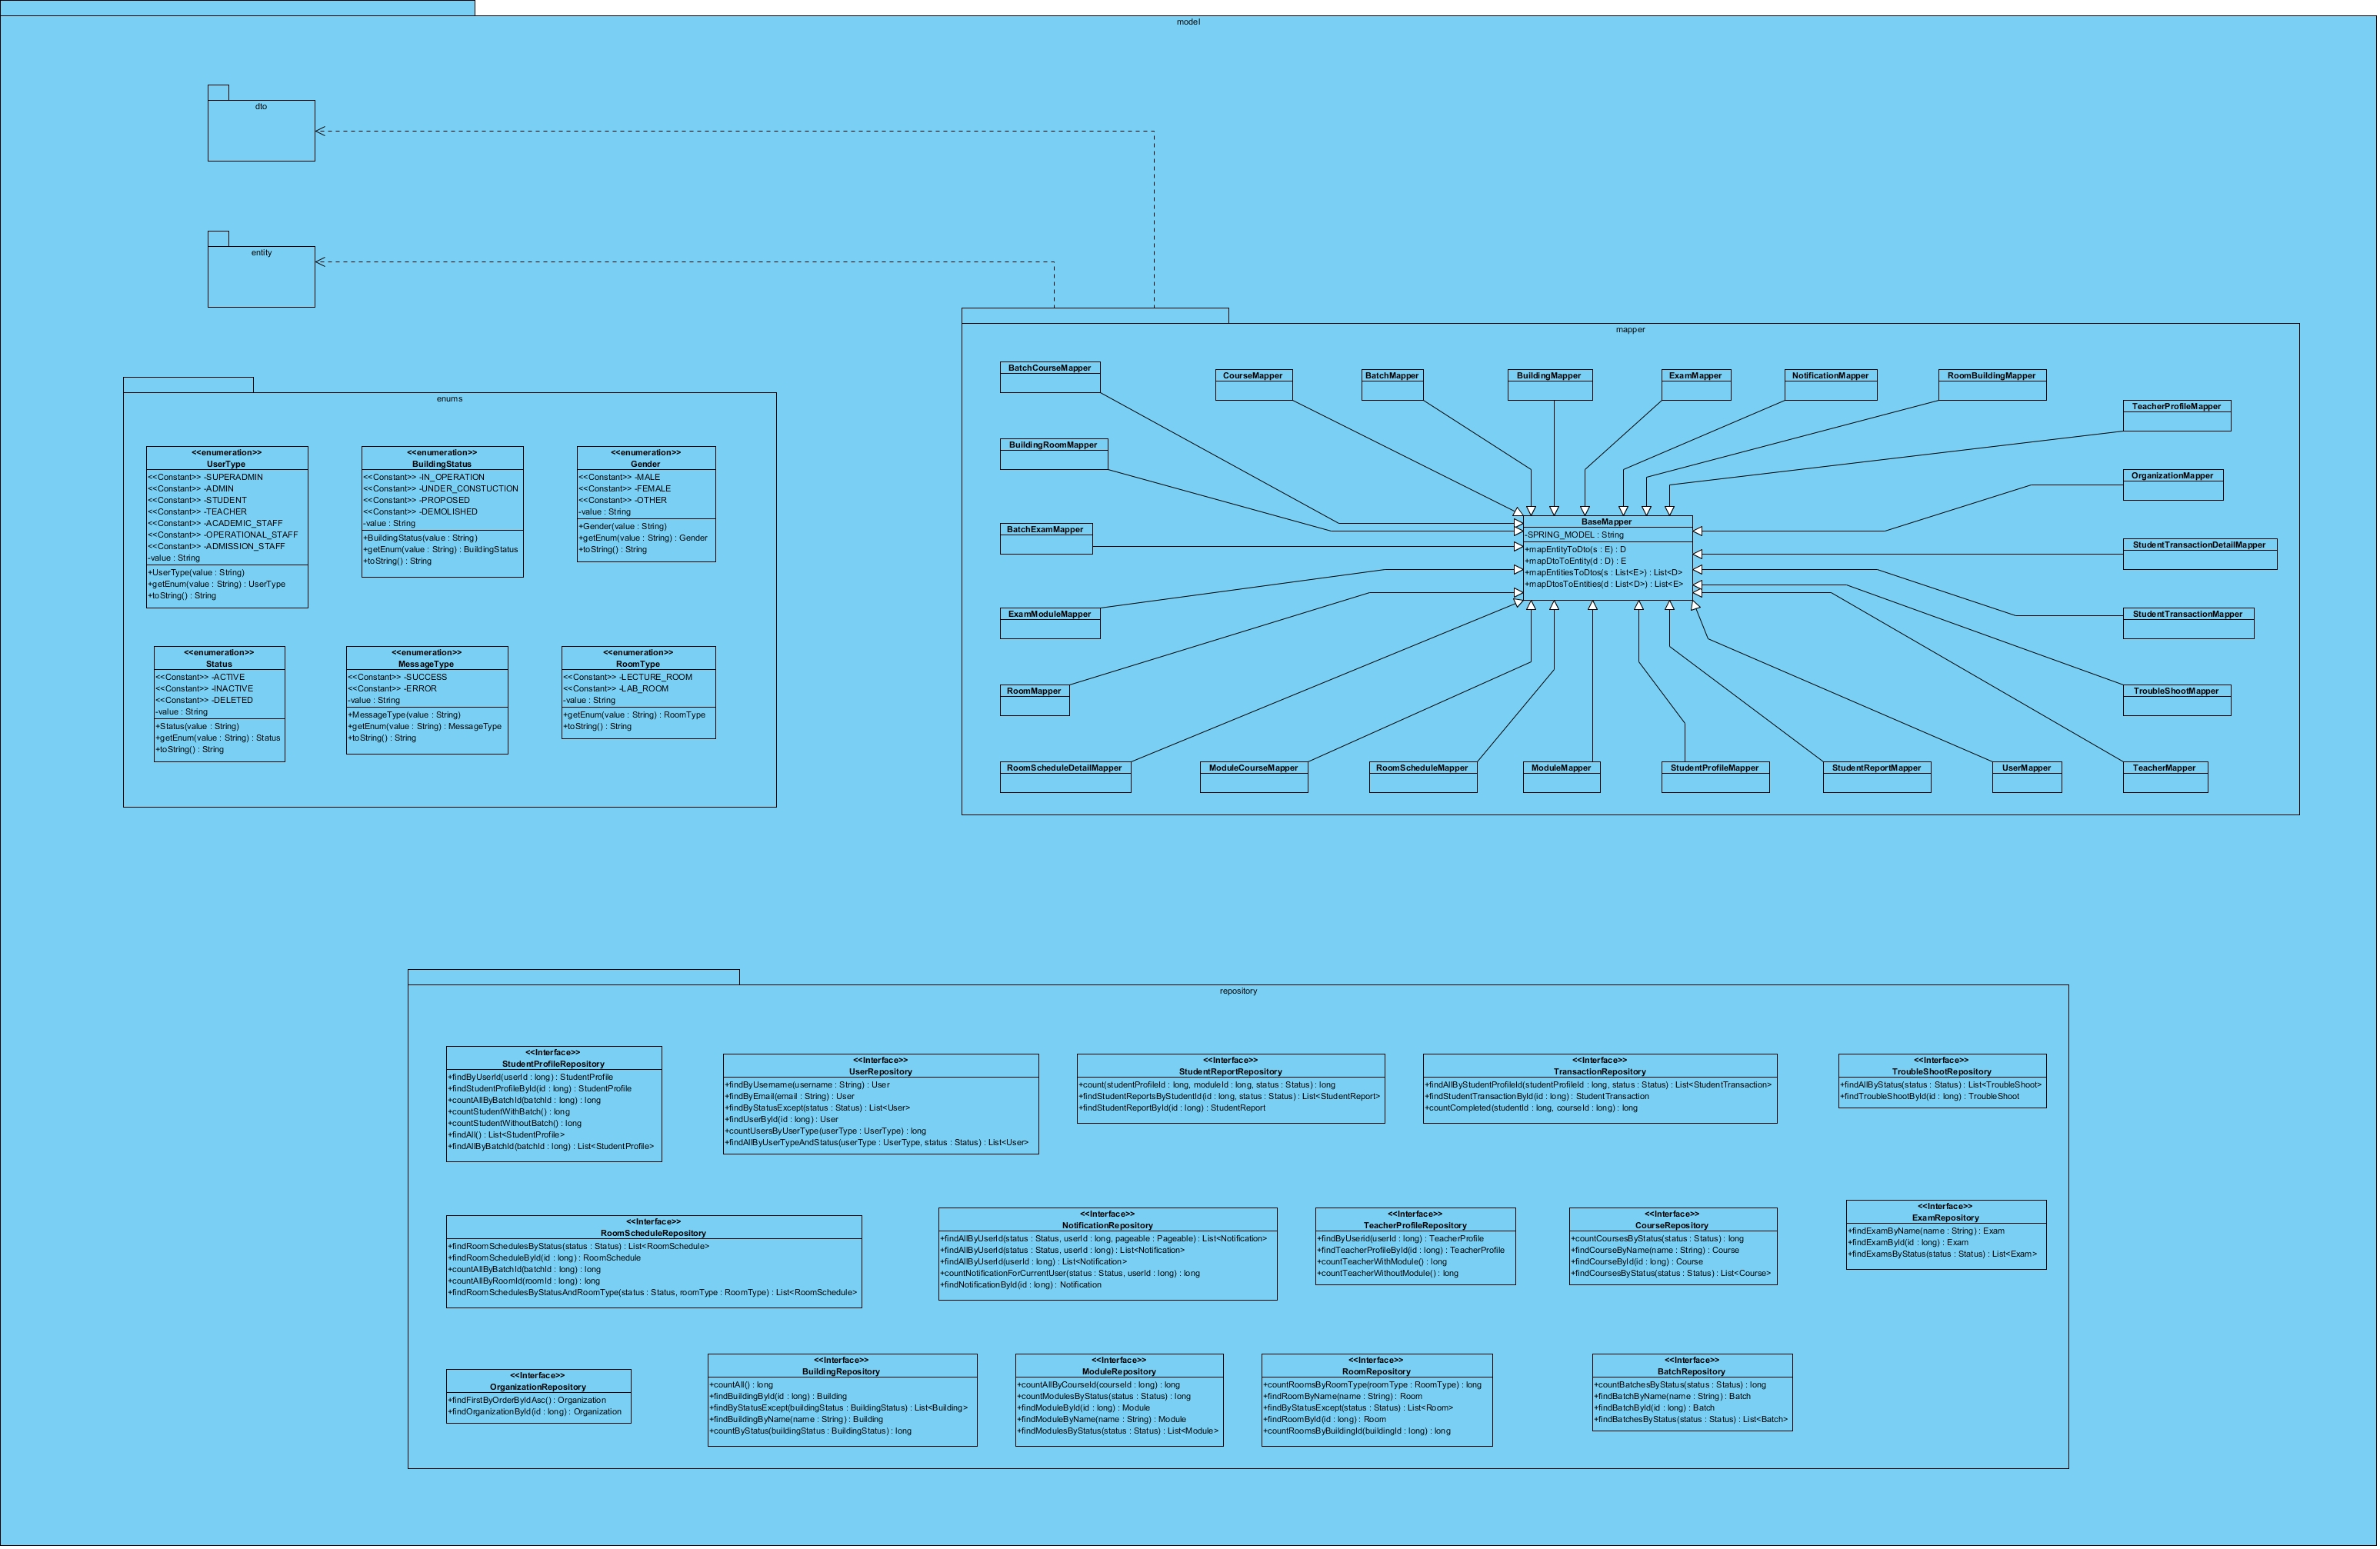 model
dto
entity
enums
<<enumeration>>
UserType
<<Constant>> -SUPERADMIN
<<Constant>> -ADMIN
<<Constant>> -STUDENT
<<Constant>> -TEACHER
<<Constant>> -ACADEMIC_STAFF
<<Constant>> -OPERATIONAL_STAFF
<<Constant>> -ADMISSION_STAFF
-value : String
+UserType(value : String)
+getEnum(value : String) : UserType
+toString() : String
<<enumeration>>
BuildingStatus
<<Constant>> -IN_OPERATION
<<Constant>> -UNDER_CONSTUCTION
<<Constant>> -PROPOSED
<<Constant>> -DEMOLISHED
-value : String
+BuildingStatus(value : String)
+getEnum(value : String) : BuildingStatus
+toString() : String
<<enumeration>>
Gender
<<Constant>> -MALE
<<Constant>> -FEMALE
<<Constant>> -OTHER
-value : String
+Gender(value : String)
+getEnum(value : String) : Gender
+toString() : String
<<enumeration>>
Status
<<Constant>> -ACTIVE
<<Constant>> -INACTIVE
<<Constant>> -DELETED
-value : String
+Status(value : String)
+getEnum(value : String) : Status
+toString() : String
<<enumeration>>
MessageType
<<Constant>> -SUCCESS
<<Constant>> -ERROR
-value : String
+MessageType(value : String)
+getEnum(value : String) : MessageType
+toString() : String
<<enumeration>>
RoomType
<<Constant>> -LECTURE_ROOM
<<Constant>> -LAB_ROOM
-value : String
+getEnum(value : String) : RoomType
+toString() : String
mapper
BatchCourseMapper
CourseMapper
BatchMapper
BuildingMapper
ExamMapper
NotificationMapper
RoomBuildingMapper
TeacherProfileMapper
BuildingRoomMapper
OrganizationMapper
BatchExamMapper
BaseMapper
-SPRING_MODEL : String
+mapEntityToDto(s : E) : D
+mapDtoToEntity(d : D) : E
+mapEntitiesToDtos(s : List<E>) : List<D>
+mapDtosToEntities(d : List<D>) : List<E>
StudentTransactionDetailMapper
ExamModuleMapper
StudentTransactionMapper
RoomMapper
TroubleShootMapper
RoomScheduleDetailMapper
ModuleCourseMapper
RoomScheduleMapper
ModuleMapper
StudentProfileMapper
StudentReportMapper
UserMapper
TeacherMapper
repository
<<Interface>>
StudentProfileRepository
+findByUserId(userId : long) : StudentProfile
+findStudentProfileById(id : long) : StudentProfile
+countAllByBatchId(batchId : long) : long
+countStudentWithBatch() : long
+countStudentWithoutBatch() : long
+findAll() : List<StudentProfile>
+findAllByBatchId(batchId : long) : List<StudentProfile>
<<Interface>>
UserRepository
+findByUsername(username : String) : User
+findByEmail(email : String) : User
+findByStatusExcept(status : Status) : List<User>
+findUserById(id : long) : User
+countUsersByUserType(userType : UserType) : long
+findAllByUserTypeAndStatus(userType : UserType, status : Status) : List<User>
<<Interface>>
StudentReportRepository
+count(studentProfileId : long, moduleId : long, status : Status) : long
+findStudentReportsByStudentId(id : long, status : Status) : List<StudentReport>
+findStudentReportById(id : long) : StudentReport
<<Interface>>
TransactionRepository
+findAllByStudentProfileId(studentProfileId : long, status : Status) : List<StudentTransaction>
+findStudentTransactionById(id : long) : StudentTransaction
+countCompleted(studentId : long, courseId : long) : long
<<Interface>>
TroubleShootRepository
+findAllByStatus(status : Status) : List<TroubleShoot>
+findTroubleShootById(id : long) : TroubleShoot
<<Interface>>
RoomScheduleRepository
+findRoomSchedulesByStatus(status : Status) : List<RoomSchedule>
+findRoomScheduleById(id : long) : RoomSchedule
+countAllByBatchId(batchId : long) : long
+countAllByRoomId(roomId : long) : long
+findRoomSchedulesByStatusAndRoomType(status : Status, roomType : RoomType) : List<RoomSchedule>
<<Interface>>
NotificationRepository
+findAllByUserId(status : Status, userId : long, pageable : Pageable) : List<Notification>
+findAllByUserId(status : Status, userId : long) : List<Notification>
+findAllByUserId(userId : long) : List<Notification>
+countNotificationForCurrentUser(status : Status, userId : long) : long
+findNotificationById(id : long) : Notification
<<Interface>>
TeacherProfileRepository
+findByUserid(userId : long) : TeacherProfile
+findTeacherProfileById(id : long) : TeacherProfile
+countTeacherWithModule() : long
+countTeacherWithoutModule() : long
<<Interface>>
CourseRepository
+countCoursesByStatus(status : Status) : long
+findCourseByName(name : String) : Course
+findCourseById(id : long) : Course
+findCoursesByStatus(status : Status) : List<Course>
<<Interface>>
ExamRepository
+findExamByName(name : String) : Exam
+findExamById(id : long) : Exam
+findExamsByStatus(status : Status) : List<Exam>
<<Interface>>
OrganizationRepository
+findFirstByOrderByIdAsc() : Organization
+findOrganizationById(id : long) : Organization
<<Interface>>
BuildingRepository
+countAll() : long
+findBuildingById(id : long) : Building
+findByStatusExcept(buildingStatus : BuildingStatus) : List<Building>
+findBuildingByName(name : String) : Building
+countByStatus(buildingStatus : BuildingStatus) : long
<<Interface>>
ModuleRepository
+countAllByCourseId(courseId : long) : long
+countModulesByStatus(status : Status) : long
+findModuleById(id : long) : Module
+findModuleByName(name : String) : Module
+findModulesByStatus(status : Status) : List<Module>
<<Interface>>
RoomRepository
+countRoomsByRoomType(roomType : RoomType) : long
+findRoomByName(name : String) : Room
+findByStatusExcept(status : Status) : List<Room>
+findRoomById(id : long) : Room
+countRoomsByBuildingId(buildingId : long) : long
<<Interface>>
BatchRepository
+countBatchesByStatus(status : Status) : long
+findBatchByName(name : String) : Batch
+findBatchById(id : long) : Batch
+findBatchesByStatus(status : Status) : List<Batch>